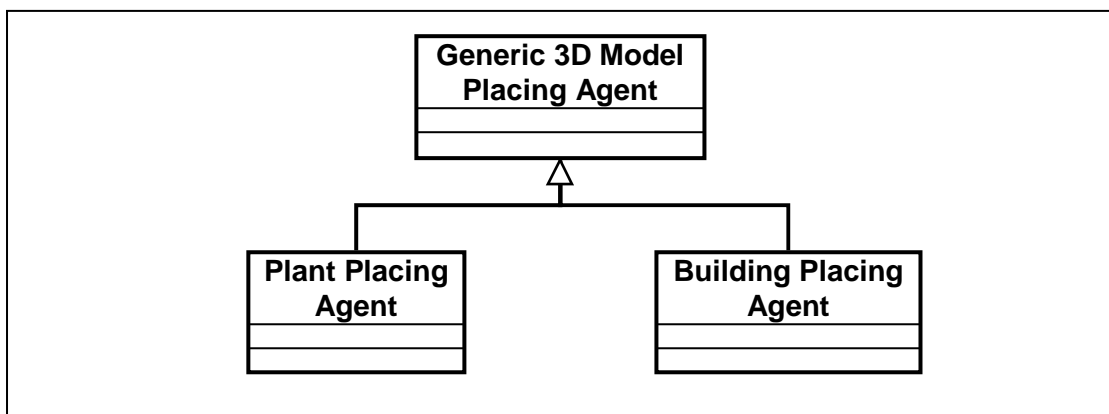 Generic 3D Model
Placing Agent
Plant Placing
Agent
Building Placing
Agent